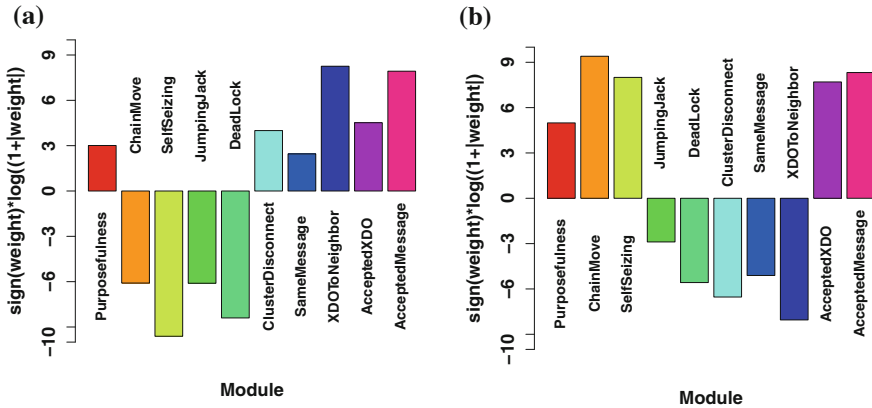 (a)
sign(weight)*log((1+|weight|)
9
6
3
0
−3
−6
−10
Purposefulness
ChainMove
SelfSeizing
JumpingJack
DeadLock
ClusterDisconnect
SameMessage
XDOToNeighbor
AcceptedXDO
AcceptedMessage
Module
(b)
sign(weight)*log((1+|weight|)
9
6
3
0
−3
−6
−10
Purposefulness
ChainMove
SelfSeizing
JumpingJack
DeadLock
ClusterDisconnect
SameMessage
XDOToNeighbor
AcceptedXDO
AcceptedMessage
Module